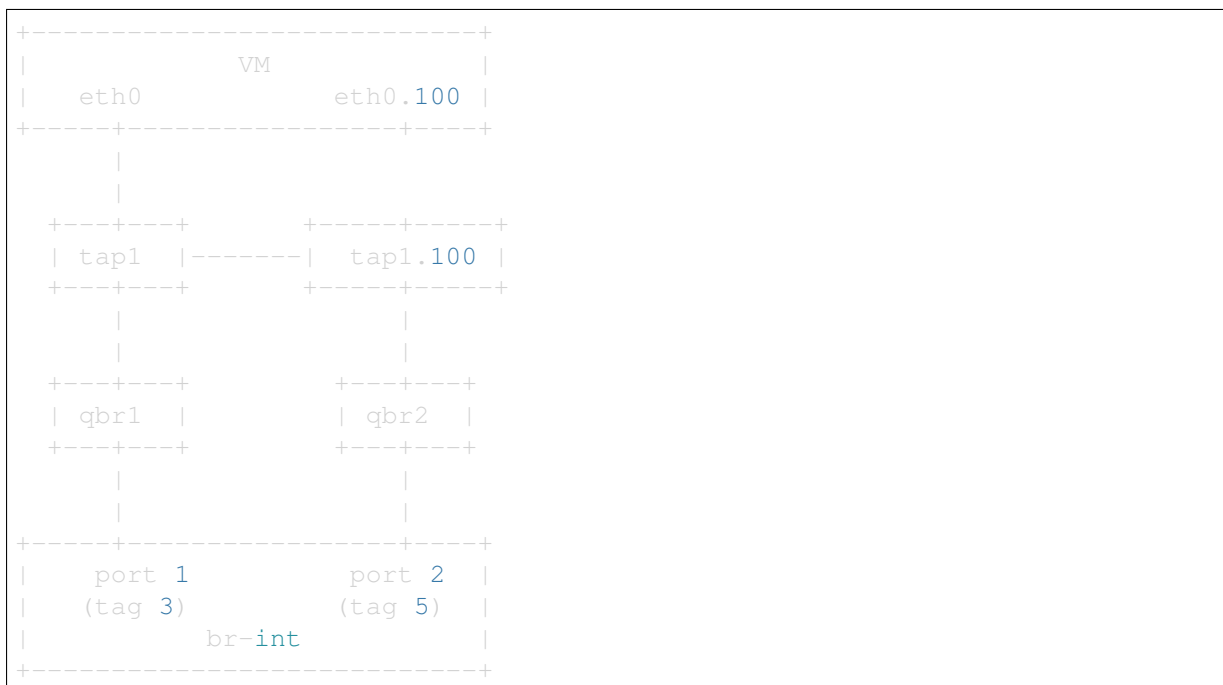 +----------------------------+
|             VM             |
|   eth0            eth0.100 |
+-----+-----------------+----+
      |
      |
  +---+---+       +-----+-----+
  | tap1  |-------|  tap1.100 |
  +---+---+       +-----+-----+
      |                 |
      |                 |
  +---+---+         +---+---+
  | qbr1  |         | qbr2  |
  +---+---+         +---+---+
      |                 |
      |                 |
+-----+-----------------+----+
|    port 1          port 2  |
|   (tag 3)         (tag 5)  |
|           br-int           |
+----------------------------+